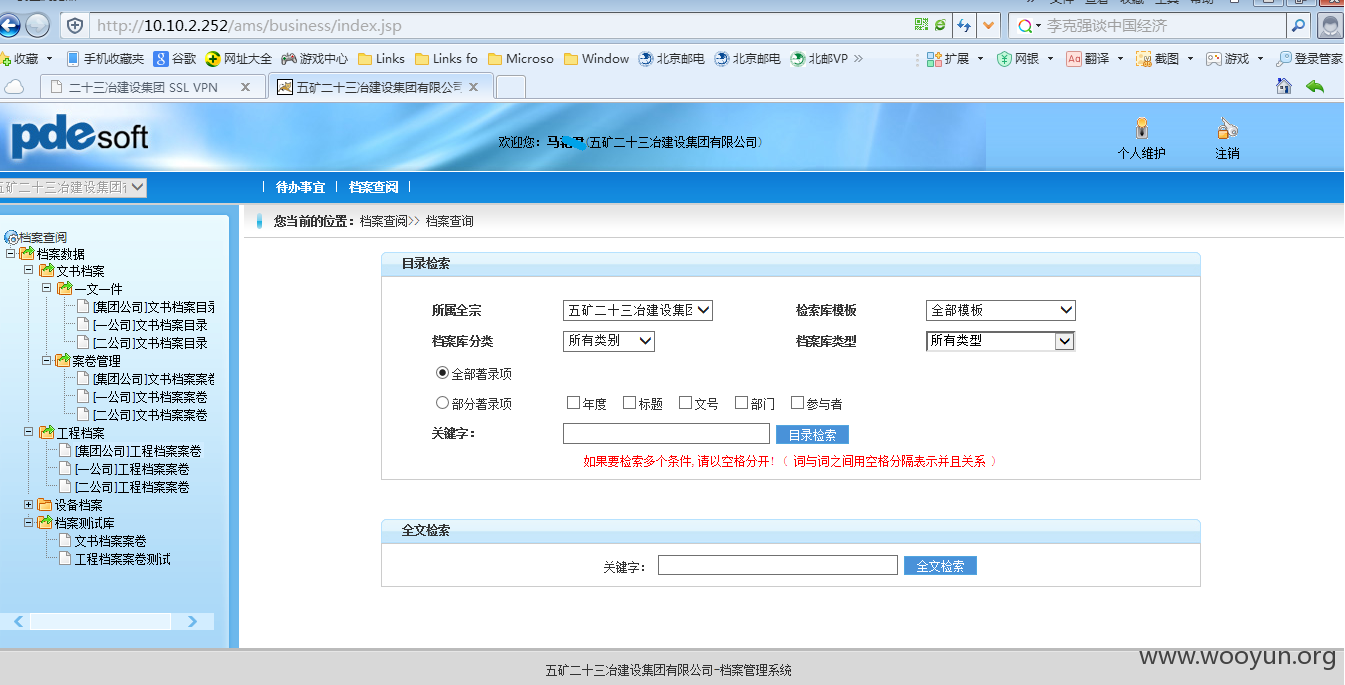 http://10.10.2.252/ams/business/index.jsp
李克强谈中国经济
收藏 手机收藏夹 谷歌 网址大全 游戏中心 Links Links fo Microso Window 北京邮电 北京邮电 北邮VP » 扩展 网银 翻译 截图 游戏 登录管家
二十三冶建设集团 SSL VPN x 五矿二十三冶建设集团有限公司 x
pdesoft
欢迎您：马 (五矿二十三冶建设集团有限公司)
个人维护 注销
五矿二十三冶建设集团 待办事宜 档案查阅
您当前的位置：档案查阅>> 档案查询
档案查阅
档案数据
文书档案
一文一件
[集团公司]文书档案目录
[一公司]文书档案目录
[二公司]文书档案目录
案卷管理
[集团公司]文书档案案卷
[一公司]文书档案案卷
[二公司]文书档案案卷
工程档案
[集团公司]工程档案案卷
[一公司]工程档案案卷
[二公司]工程档案案卷
设备档案
档案测试库
文书档案案卷
工程档案案卷测试
目录检索
所属全宗 五矿二十三冶建设集团 检索库模板 全部模板
档案库分类 所有类别 档案库类型 所有类型
全部著录项
部分著录项 年度 标题 文号 部门 参与者
关键字： 目录检索
如果要检索多个条件,请以空格分开!（ 词与词之间用空格分隔表示并且关系 ）
全文检索
关键字： 全文检索
五矿二十三冶建设集团有限公司-档案管理系统
www.wooyun.org